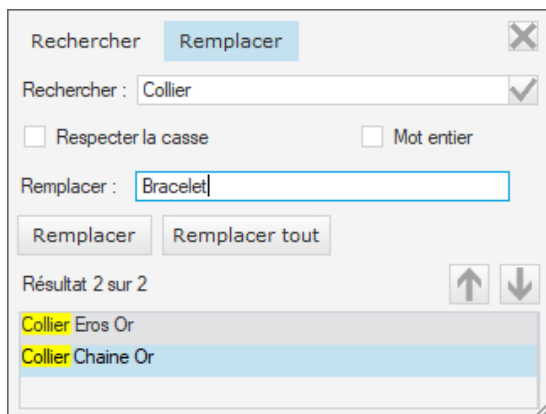 Rechercher Remplacer
Rechercher : Collier
Respecter la casse Mot entier
Remplacer : Bracelet
Remplacer Remplacer tout
Résultat 2 sur 2
Collier Eros Or
Collier Chaine Or